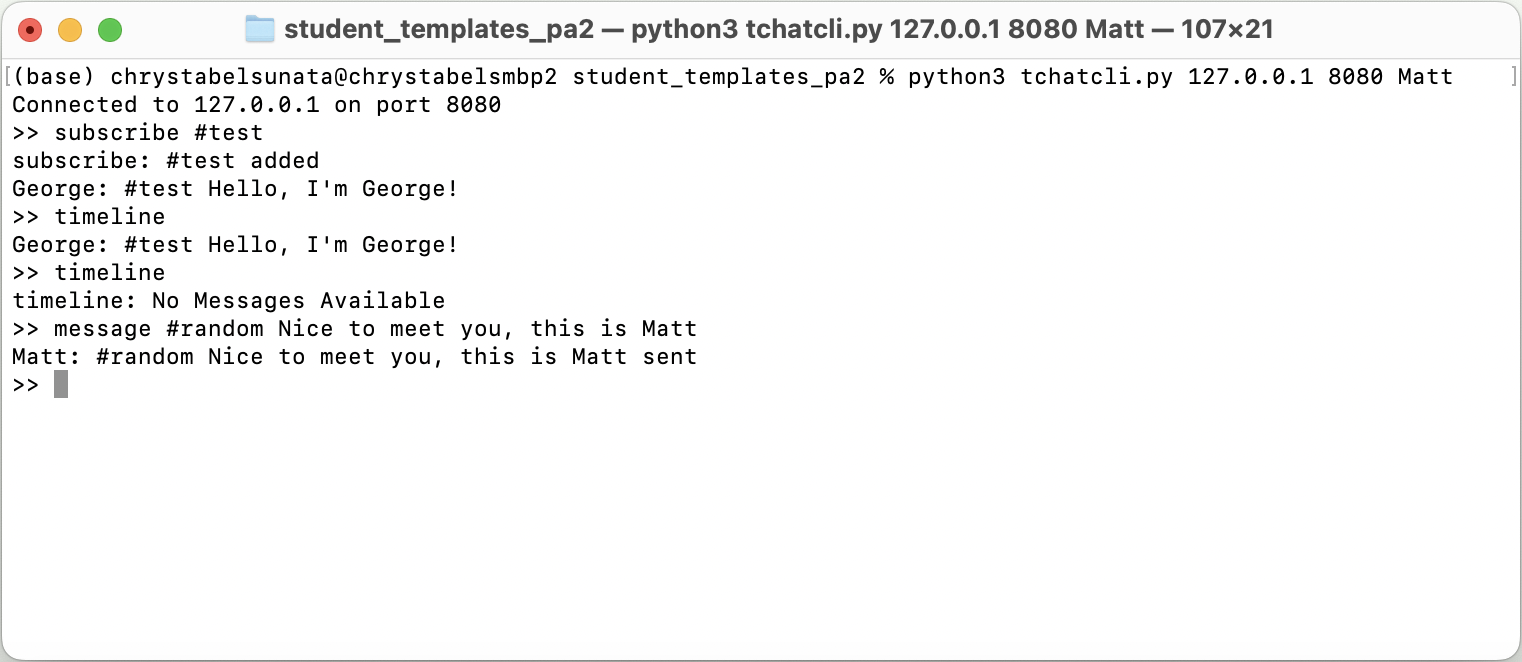 student_templates_pa2 — python3 tchatcli.py 127.0.0.1 8080 Matt — 107×21
[(base) chrystabelsunata@chrystabelsmbp2 student_templates_pa2 % python3 tchatcli.py 127.0.0.1 8080 Matt ]
Connected to 127.0.0.1 on port 8080
>> subscribe #test
subscribe: #test added
George: #test Hello, I'm George!
>> timeline
George: #test Hello, I'm George!
>> timeline
timeline: No Messages Available
>> message #random Nice to meet you, this is Matt
Matt: #random Nice to meet you, this is Matt sent
>>